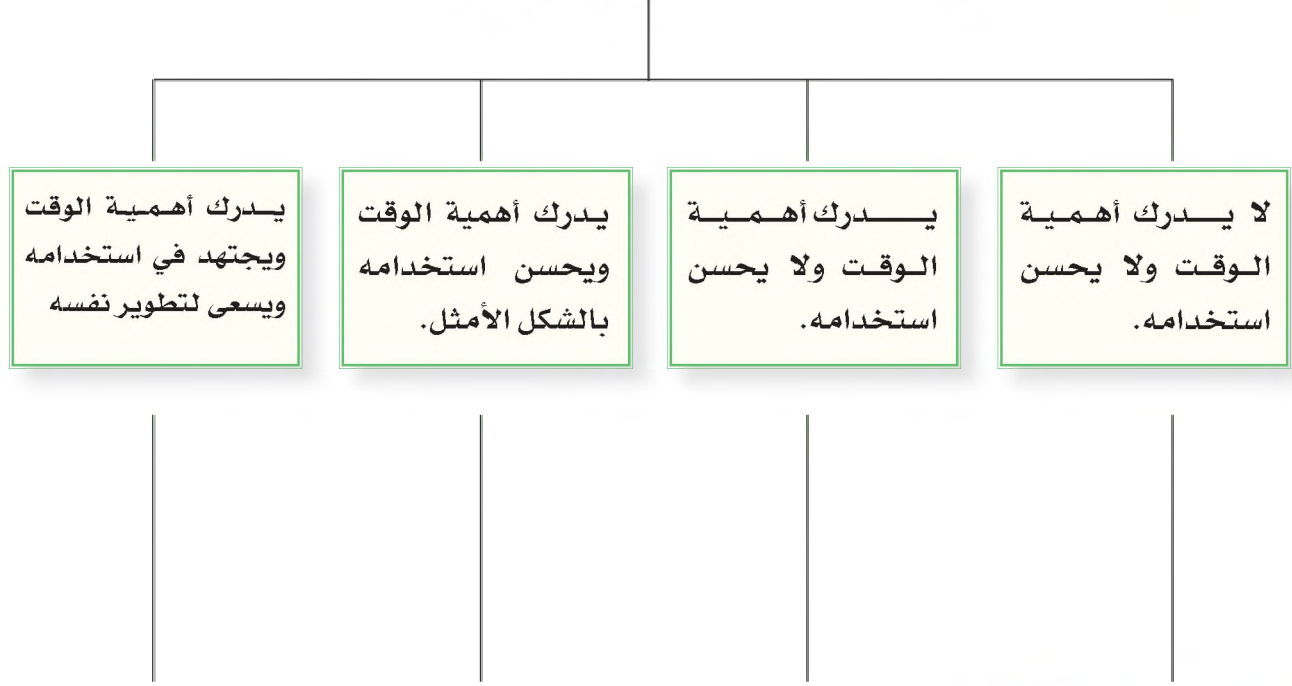 لا يدرك أهمية
الوقت ولا يحسن
استخدامه.
يدرك أهمية
الوقت ولا يحسن
استخدامه.
يدرك أهمية الوقت
ويحسن استخدامه
بالشكل الأمثل.
يدرك أهمية الوقت
ويجتهد في استخدامه
ويسعى لتطوير نفسه